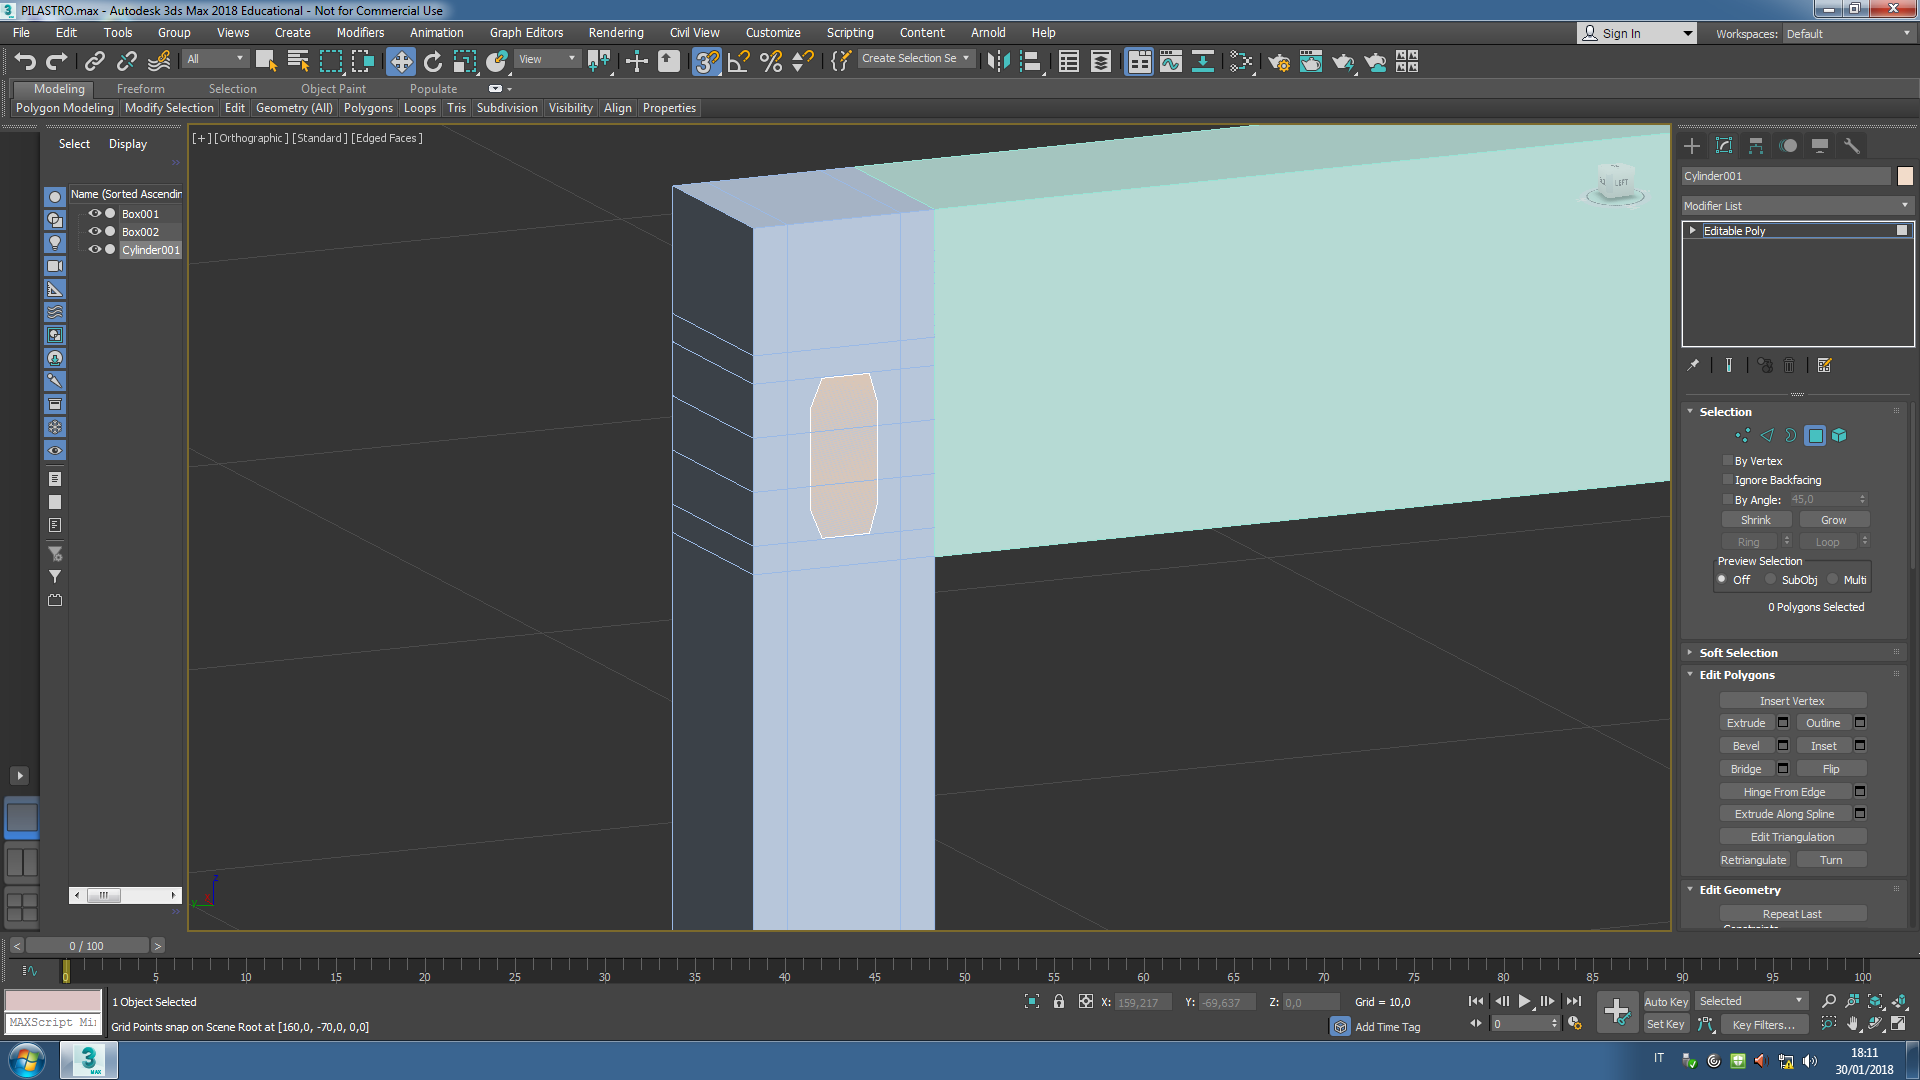 PILASTRO.max - Autodesk 3ds Max 2018 Educational - Not for Commercial Use
File Edit Tools Group Views Create Modifiers Animation Graph Editors Rendering Civil View Customize Scripting Content Arnold Help
Sign In Workspaces: Default
All View Create Selection Se
Modeling Freeform Selection Object Paint Populate
Polygon Modeling Modify Selection Edit Geometry (All) Polygons Loops Tris Subdivision Visibility Align Properties
Select Display
[+] [Orthographic] [Standard] [Edged Faces]
Name (Sorted Ascendin
Box001
Box002
Cylinder001
LEFT
Cylinder001
Modifier List
Editable Poly
Selection
By Vertex
Ignore Backfacing
By Angle: 45,0
Shrink Grow
Ring Loop
Preview Selection
Off SubObj Multi
0 Polygons Selected
Soft Selection
Edit Polygons
Insert Vertex
Extrude Outline
Bevel Inset
Bridge Flip
Hinge From Edge
Extrude Along Spline
Edit Triangulation
Retriangulate Turn
Edit Geometry
Repeat Last
Constraints
z
y
< 0 / 100 >
0 5 10 15 20 25 30 35 40 45 50 55 60 65 70 75 80 85 90 95 100
1 Object Selected
X: 159,217 Y: -69,637 Z: 0,0 Grid = 10,0
Auto Key Selected
MAXScript Mi
Grid Points snap on Scene Root at [160,0, -70,0, 0,0]
Add Time Tag
0
Set Key Key Filters...
3
MAX
IT
18:11
30/01/2018